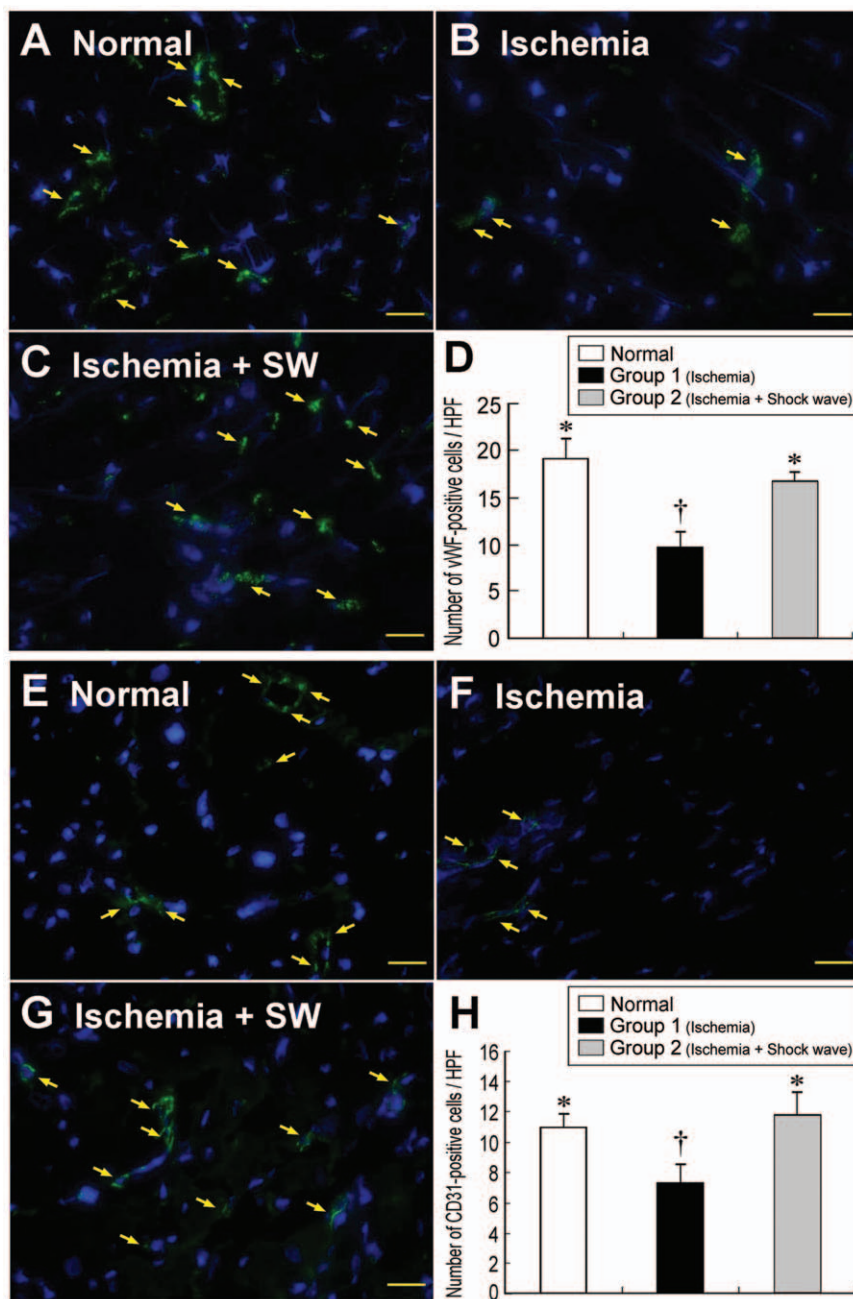 A Normal
B Ischemia
C Ischemia + SW
D
Normal
Group 1 (Ischemia)
Group 2 (Ischemia + Shock wave)
Number of vWF-positive cells / HPF
25
20
15
10
5
0
*
†
*
E Normal
F Ischemia
G Ischemia + SW
H
Normal
Group 1 (Ischemia)
Group 2 (Ischemia + Shock wave)
Number of CD31-positive cells / HPF
16
14
12
10
8
6
4
2
0
*
†
*